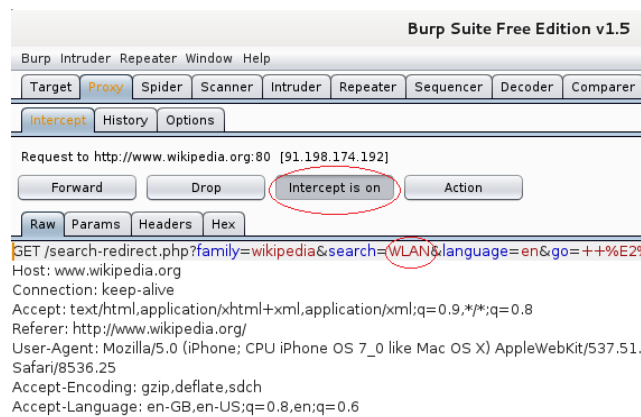 Burp Suite Free Edition v1.5
Burp Intruder Repeater Window Help
Target Proxy Spider Scanner Intruder Repeater Sequencer Decoder Comparer
Intercept History Options
Request to http://www.wikipedia.org:80 [91.198.174.192]
Forward Drop Intercept is on Action
Raw Params Headers Hex
GET /search-redirect.php?family=wikipedia&search=WLAN&language=en&go=++%E2%
Host: www.wikipedia.org
Connection: keep-alive
Accept: text/html,application/xhtml+xml,application/xml;q=0.9,*/*;q=0.8
Referer: http://www.wikipedia.org/
User-Agent: Mozilla/5.0 (iPhone; CPU iPhone OS 7_0 like Mac OS X) AppleWebKit/537.51.
Safari/8536.25
Accept-Encoding: gzip,deflate,sdch
Accept-Language: en-GB,en-US;q=0.8,en;q=0.6